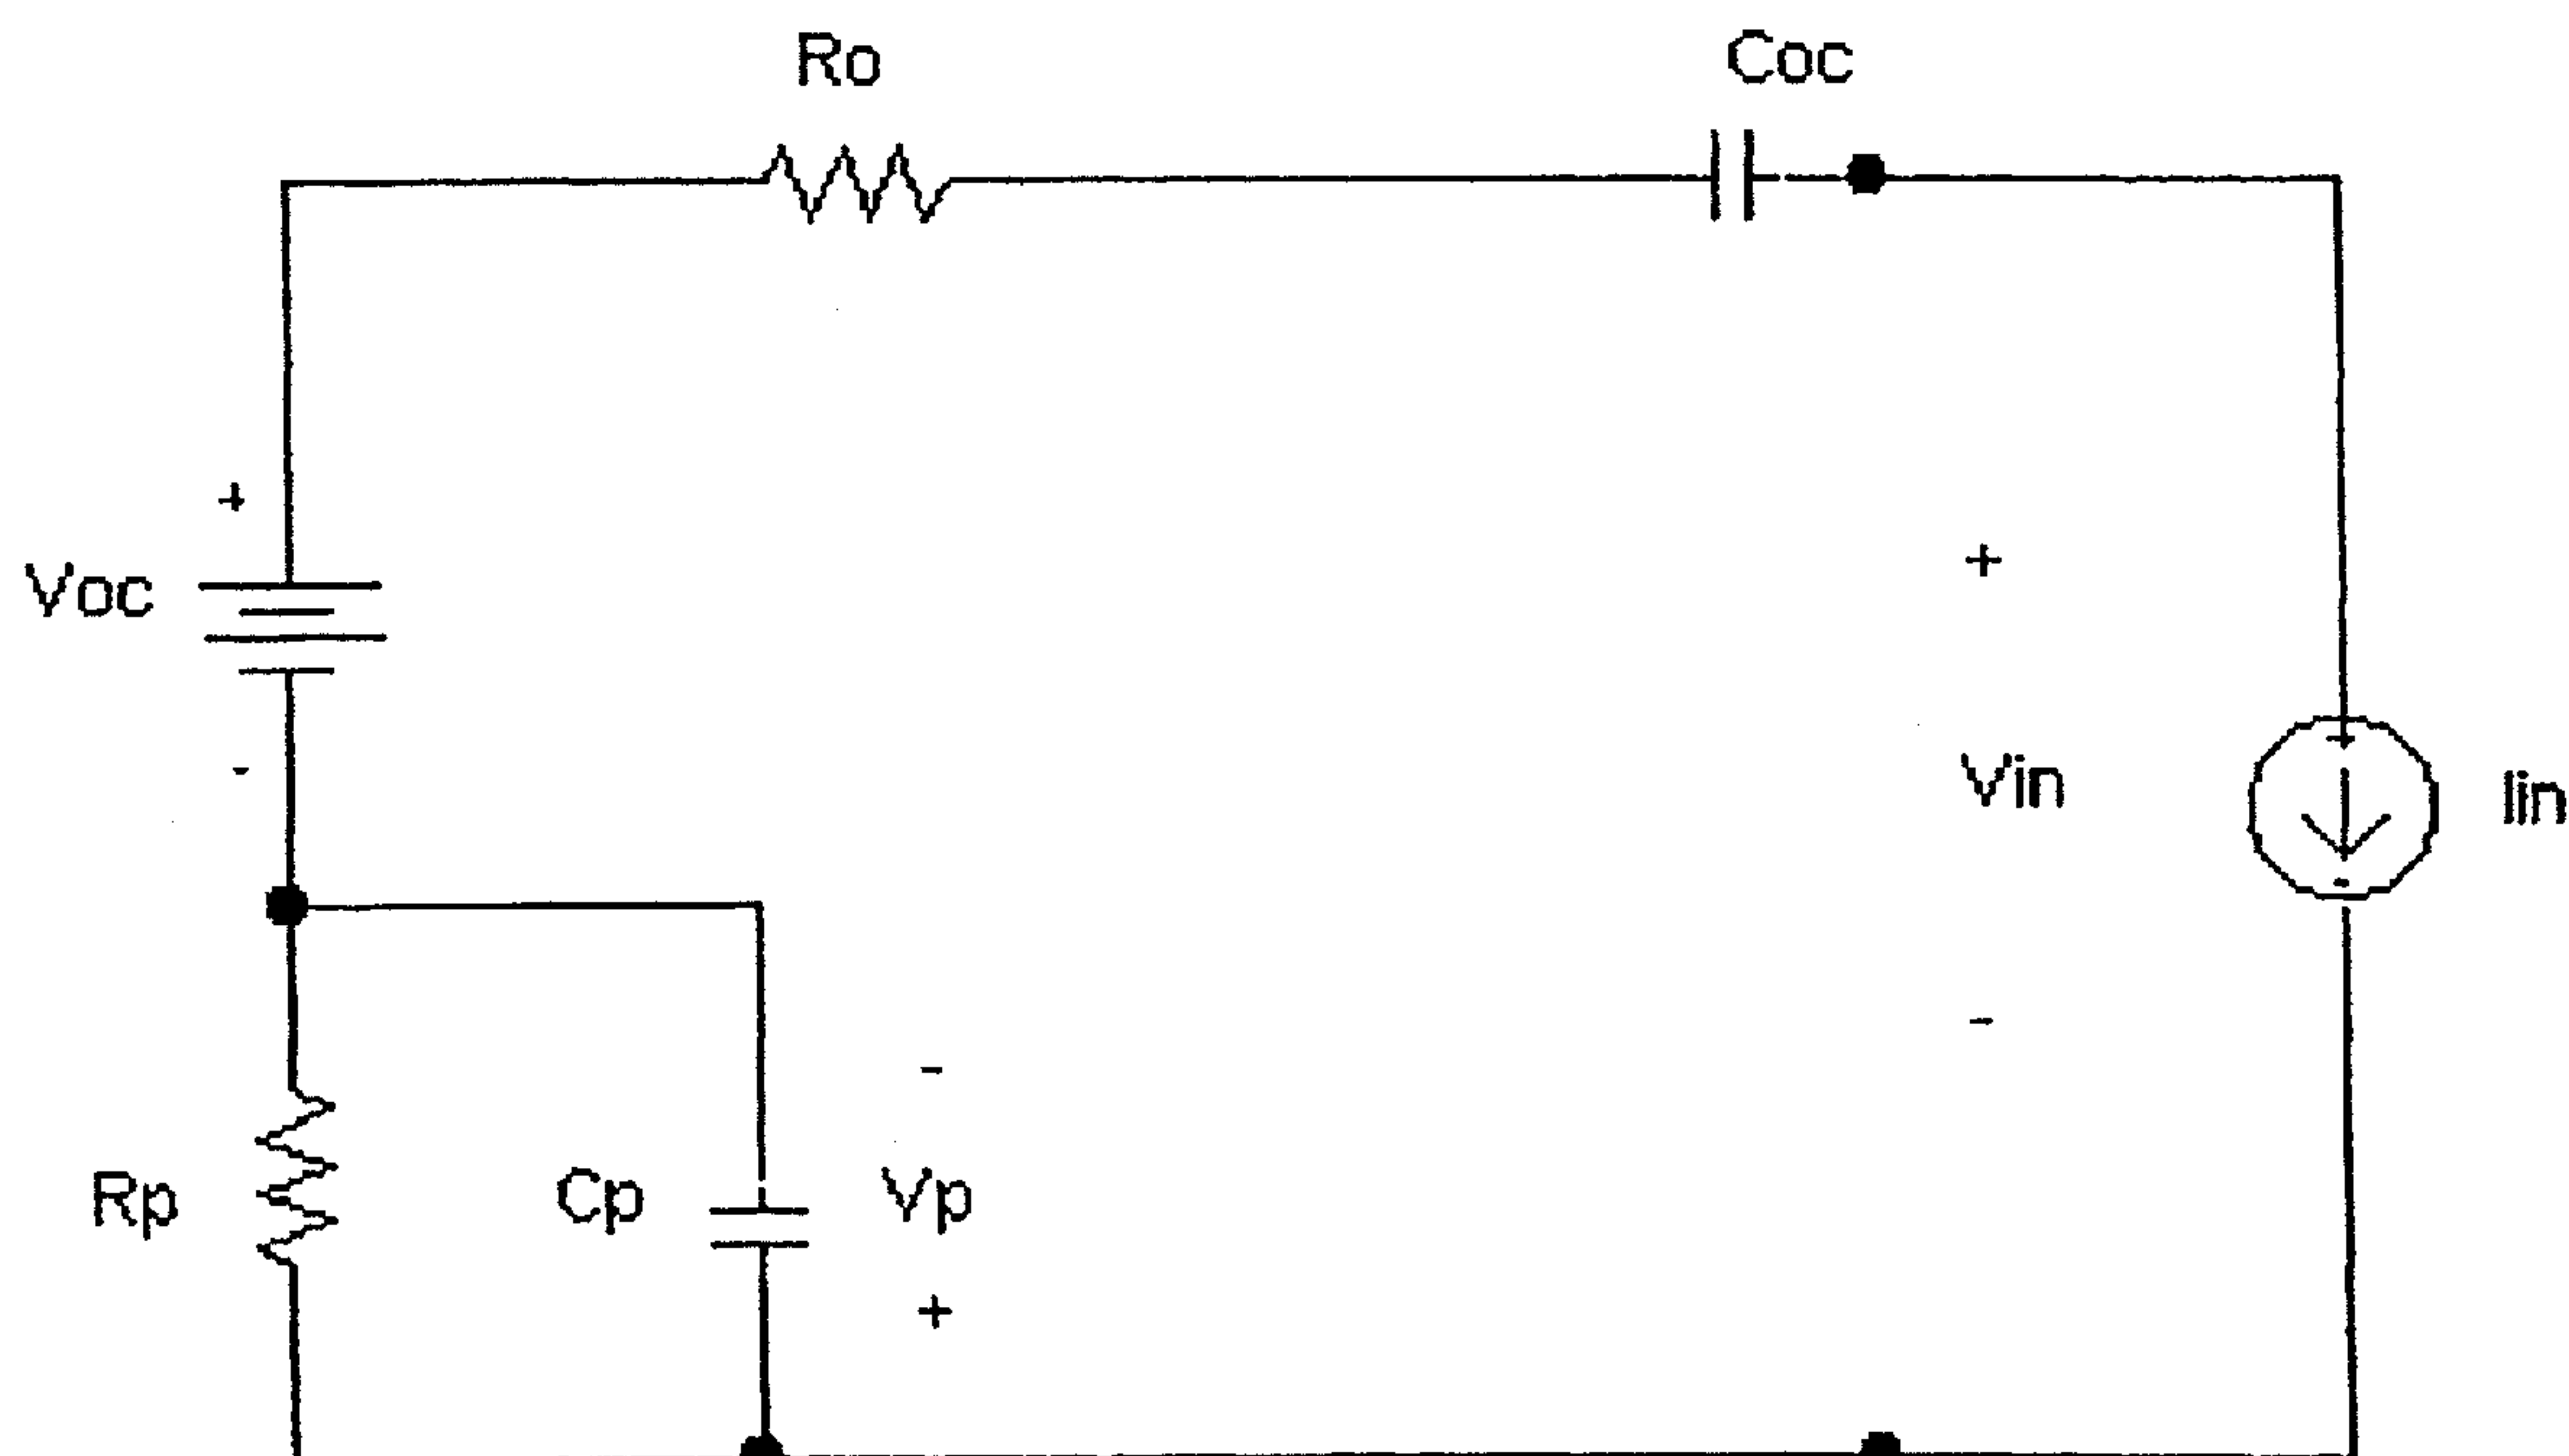 Ro
Coc
+
Voc
-
+
Vin
-
+
-
Iin
Rp
Cp
-
Vp
+